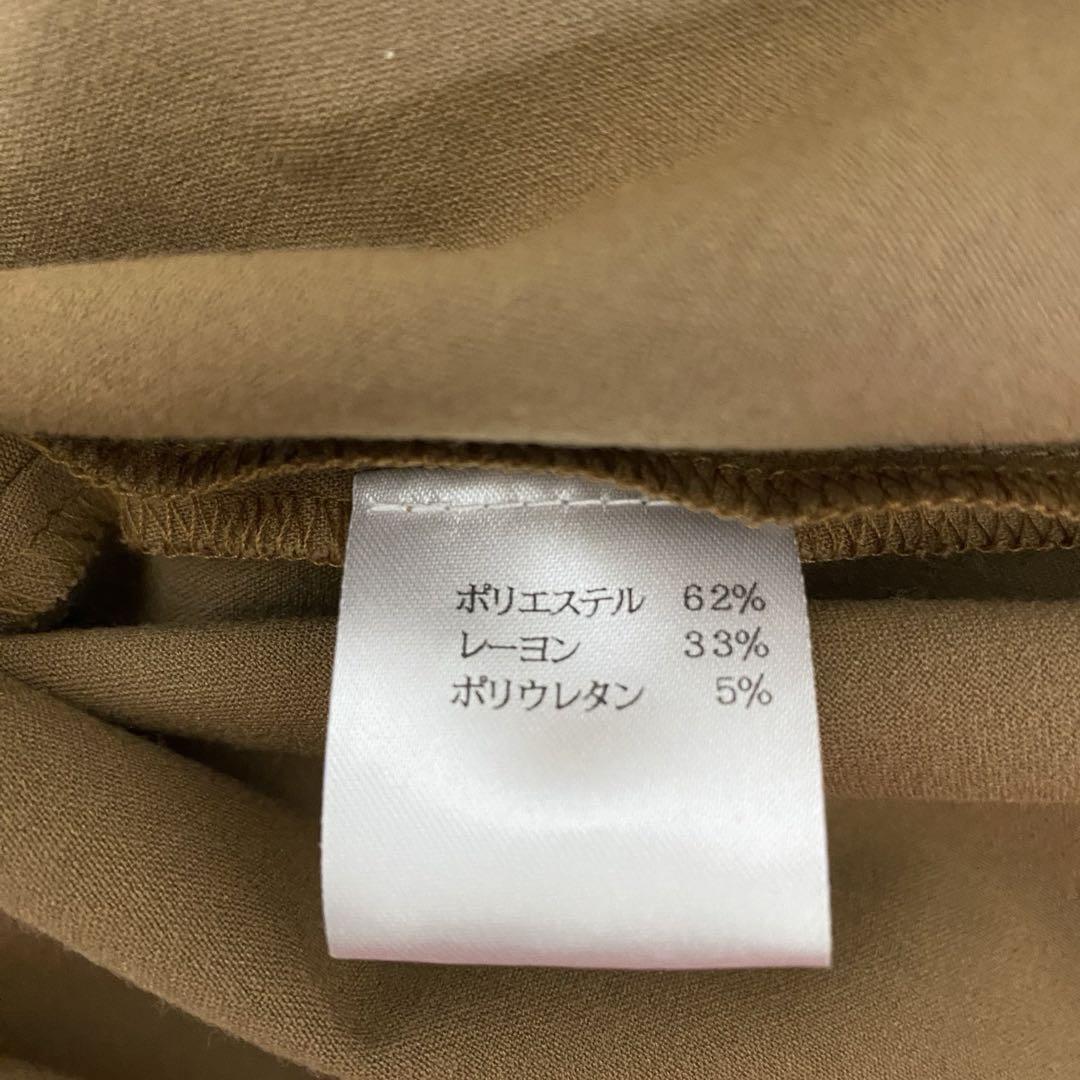 ポリエステル 62%
レーヨン 33%
ポリウレタン 5%